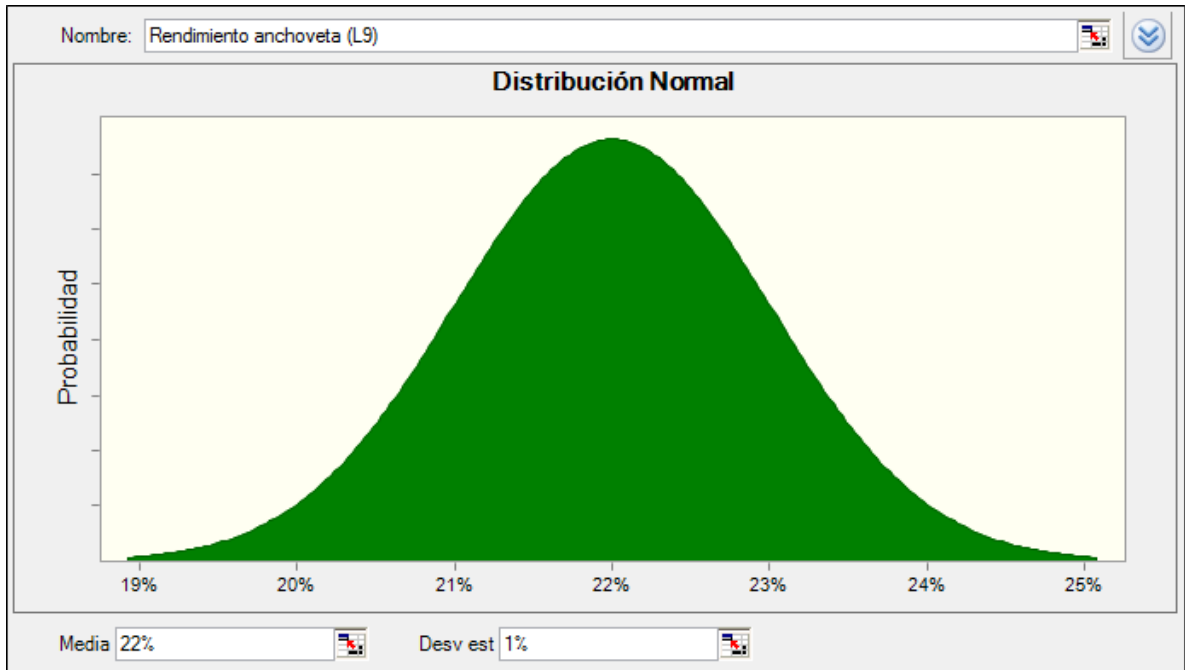 Nombre: Rendimiento anchoveta (L9)
Distribución Normal
Probabilidad
19% 20% 21% 22% 23% 24% 25%
Media 22% Desv est 1%